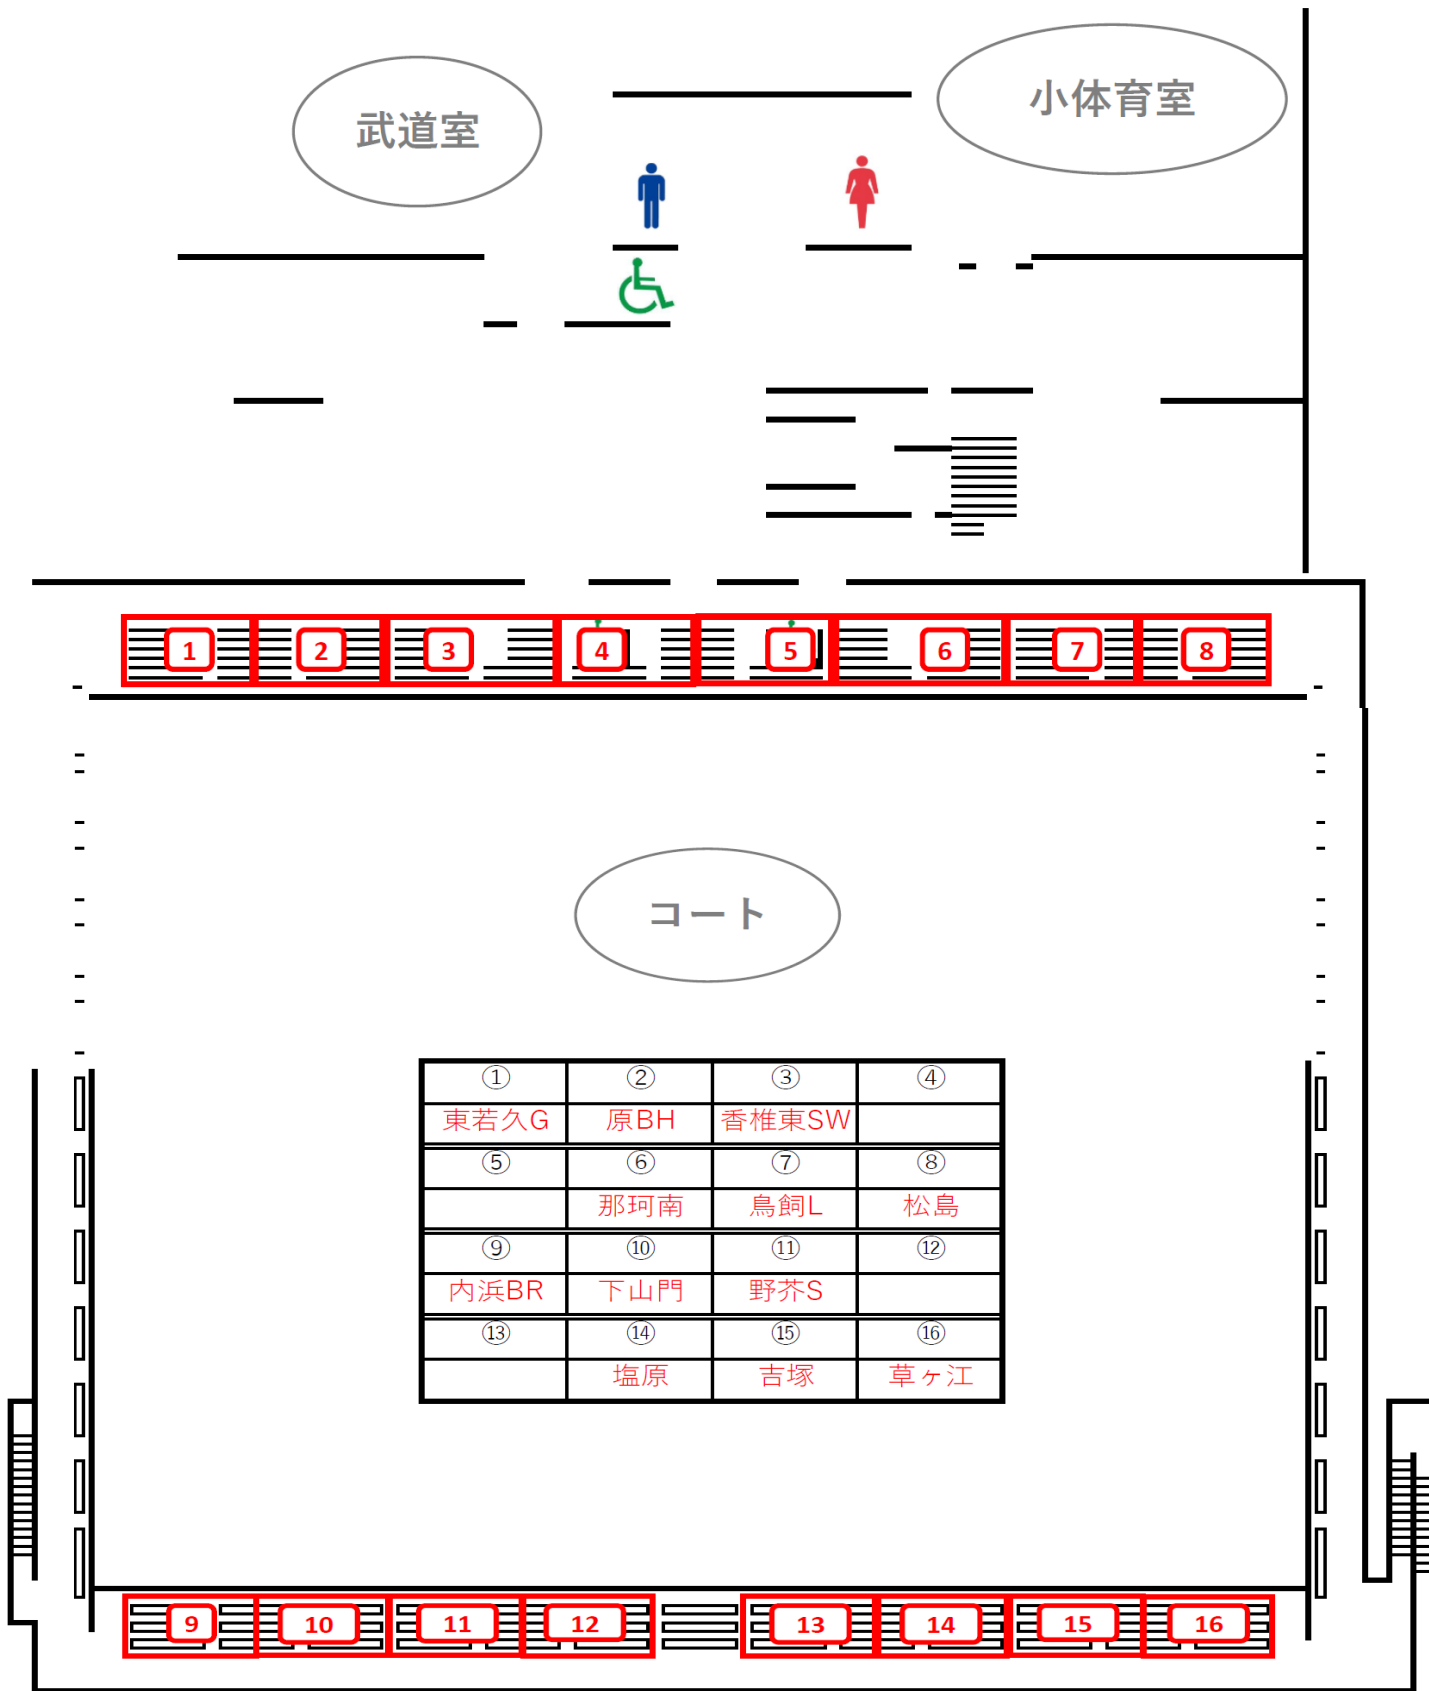 武道室
小体育室
1 2 3 4 5 6 7 8
コート
① ② ③ ④
東若久G 原BH 香椎東SW
⑤ ⑥ ⑦ ⑧
那珂南 鳥飼L 松島
⑨ ⑩ ⑪ ⑫
内浜BR 下山門 野芥S
⑬ ⑭ ⑮ ⑯
塩原 吉塚 草ヶ江
9 10 11 12 13 14 15 16